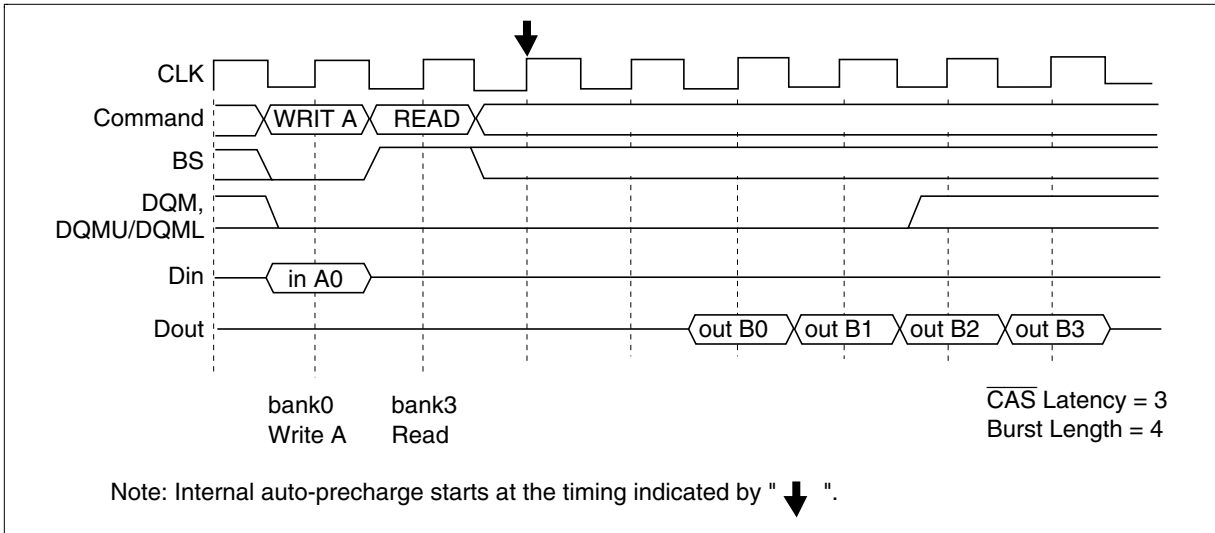 CLK
Command WRIT A READ
BS
DQM,
DQMU/DQML
Din in A0
Dout out B0 out B1 out B2 out B3
bank0 bank3 CAS Latency = 3
Write A Read Burst Length = 4
Note: Internal auto-precharge starts at the timing indicated by " ".